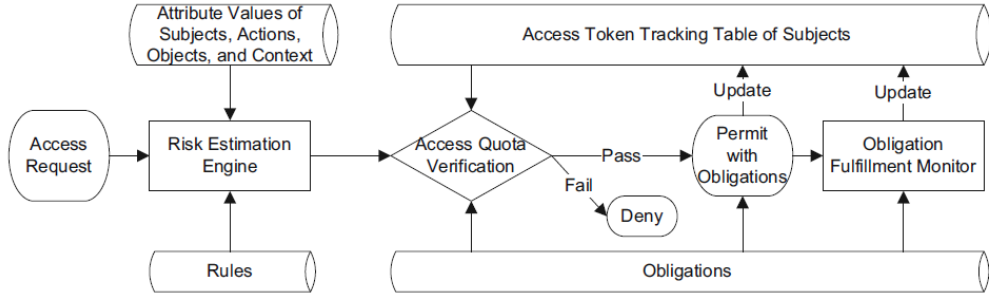 Attribute Values of
Subjects, Actions,
Objects, and Context
Access Token Tracking Table of Subjects
Update
Update
Access
Request
Risk Estimation
Engine
Access Quota
Verification
Pass
Fail
Deny
Permit
with
Obligations
Obligation
Fulfillment Monitor
Rules
Obligations